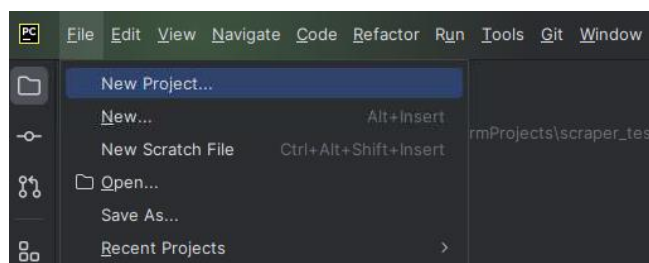 PC File Edit View Navigate Code Refactor Run Tools Git Window
New Project...
New... Alt+Insert
rmProjects\scraper_tes
New Scratch File Ctrl+Alt+Shift+Insert
Open...
Save As...
Recent Projects